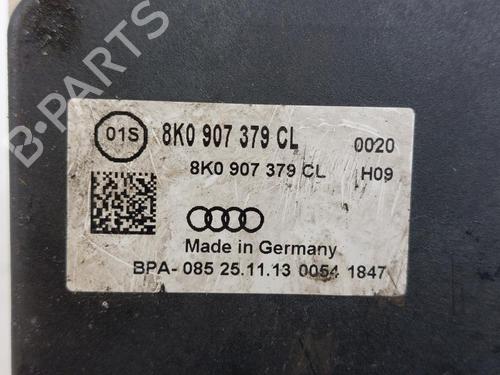 B-PARTS
01S 8K0 907 379 CL 0020
8K0 907 379 CL H09
Made in Germany
BPA- 085 25.11.13 0054 1847